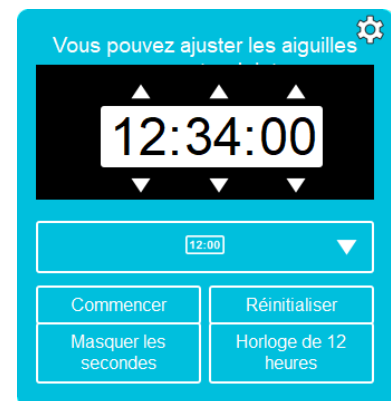 Vous pouvez ajuster les aiguilles
12:34:00
12:00
Commencer
Réinitialiser
Masquer les
secondes
Horloge de 12
heures